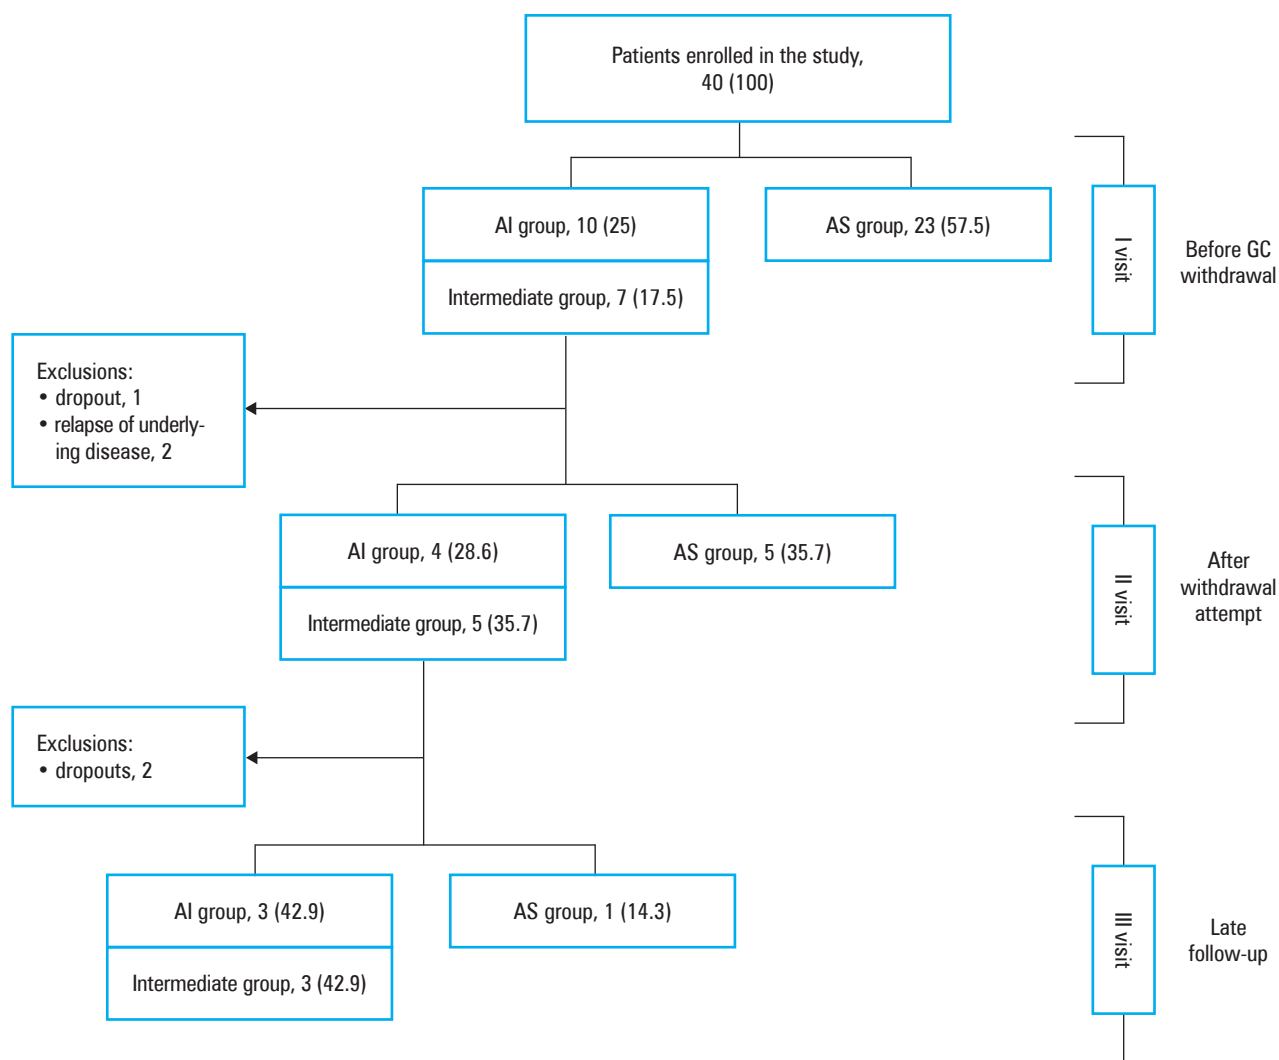 Patients enrolled in the study,
40 (100)
AI group, 10 (25)
AS group, 23 (57.5)
Intermediate group, 7 (17.5)
I visit
Before GC
withdrawal
Exclusions:
• dropout, 1
• relapse of underly-
ing disease, 2
AI group, 4 (28.6)
AS group, 5 (35.7)
Intermediate group, 5 (35.7)
II visit
After
withdrawal
attempt
Exclusions:
• dropouts, 2
AI group, 3 (42.9)
AS group, 1 (14.3)
Intermediate group, 3 (42.9)
III visit
Late
follow-up